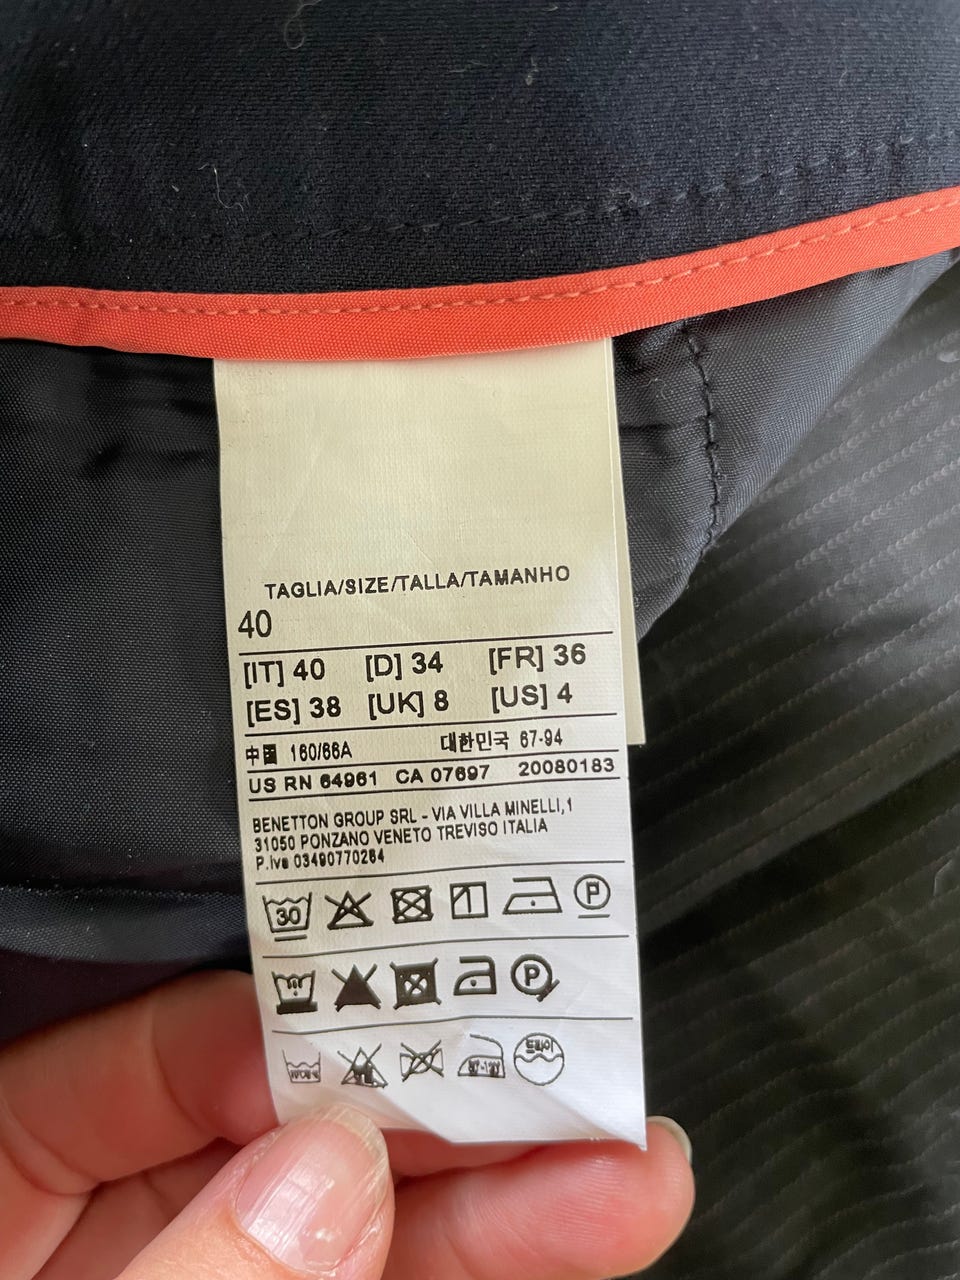 TAGLIA/SIZE/TALLA/TAMANHO
40
[IT] 40 [D] 34 [FR] 36
[ES] 38 [UK] 8 [US] 4
中国 160/66A 대한민국 67-94
US RN 64961 CA 07697 20080183
BENETTON GROUP SRL - VIA VILLA MINELLI,1
31050 PONZANO VENETO TREVISO ITALIA
P.Iva 03490770264
30 P
P